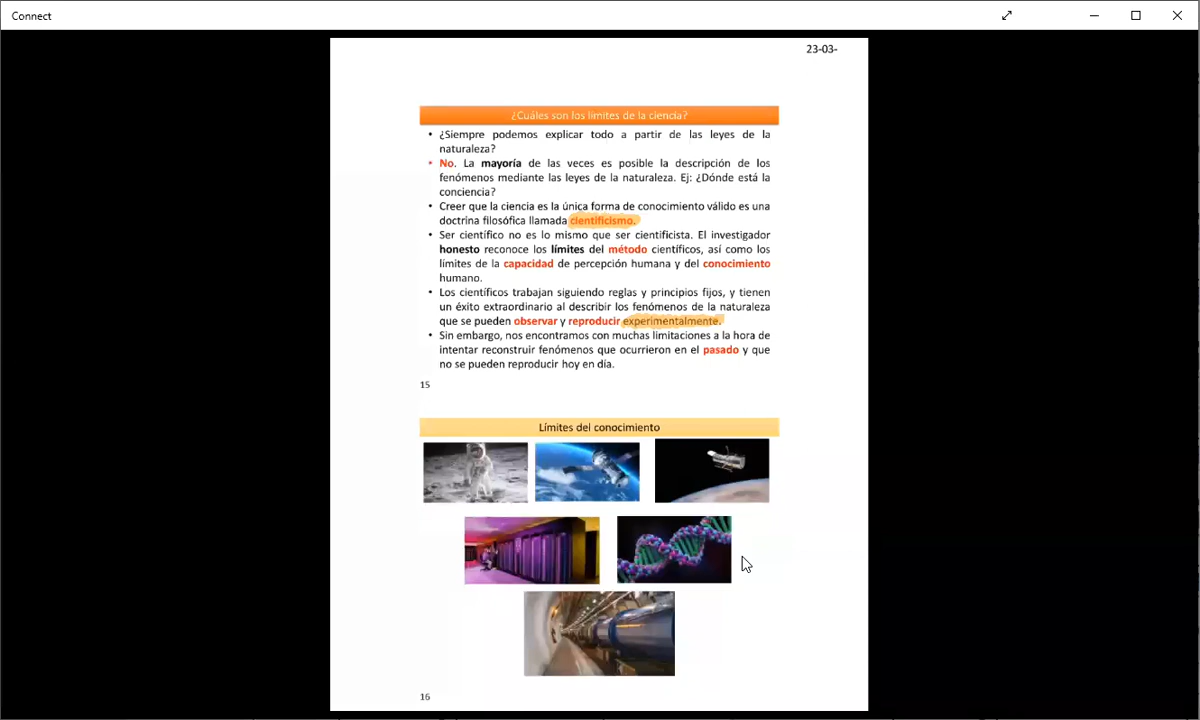 Connect
23-03-
¿Cuáles son los límites de la ciencia?
• ¿Siempre podemos explicar todo a partir de las leyes de la
naturaleza?
• No. La mayoría de las veces es posible la descripción de los
fenómenos mediante las leyes de la naturaleza. Ej: ¿Dónde está la
conciencia?
• Creer que la ciencia es la única forma de conocimiento válido es una
doctrina filosófica llamada cientificismo.
• Ser científico no es lo mismo que ser cientificista. El investigador
honesto reconoce los límites del método científicos, así como los
límites de la capacidad de percepción humana y del conocimiento
humano.
• Los científicos trabajan siguiendo reglas y principios fijos, y tienen
un éxito extraordinario al describir los fenómenos de la naturaleza
que se pueden observar y reproducir experimentalmente.
• Sin embargo, nos encontramos con muchas limitaciones a la hora de
intentar reconstruir fenómenos que ocurrieron en el pasado y que
no se pueden reproducir hoy en día.
15
Límites del conocimiento
16